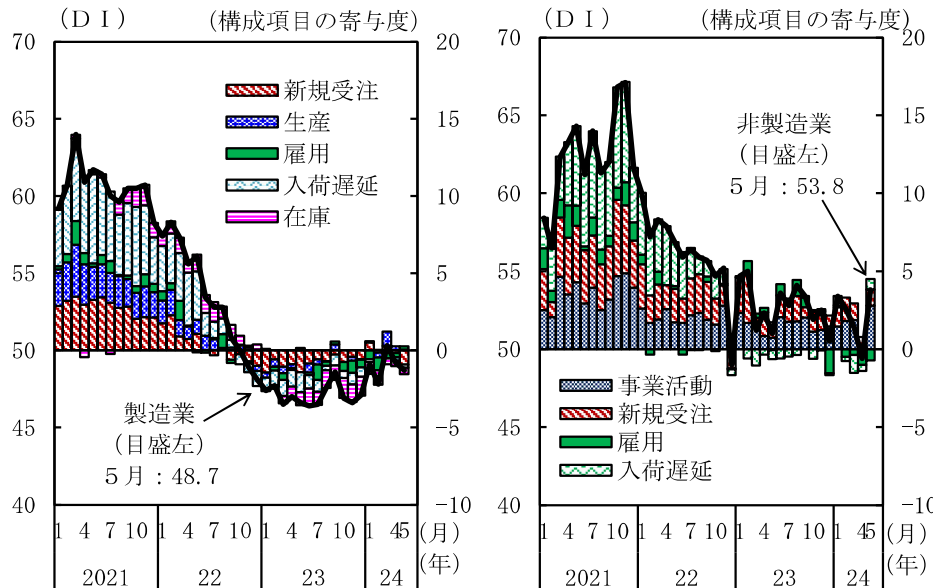 (DI) (構成項目の寄与度)
70
65
60
55
50
45
40
20
15
10
5
0
-5
-10
新規受注
生産
雇用
入荷遅延
在庫
製造業
(目盛左)
5月:48.7
1 4 7 10 1 4 7 10 1 4 7 10 1 4 5 (月)
(年)
2021 22 23 24
(DI) (構成項目の寄与度)
70
65
60
55
50
45
40
20
15
10
5
0
-5
-10
非製造業
(目盛左)
5月:53.8
事業活動
新規受注
雇用
入荷遅延
1 4 7 10 1 4 7 10 1 4 7 10 1 4 5 (月)
(年)
2021 22 23 24